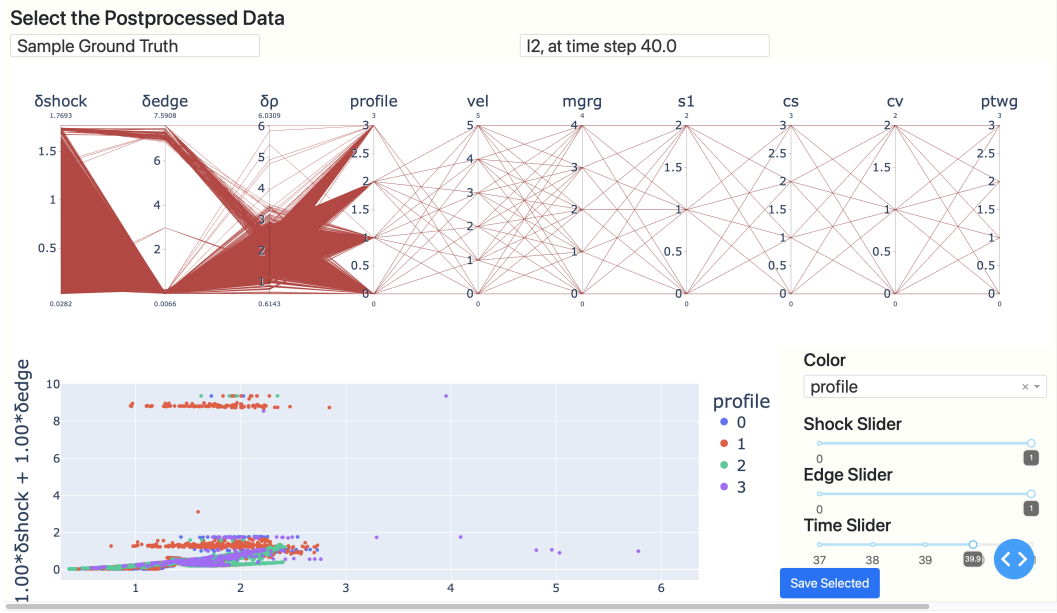 Select the Postprocessed Data
Sample Ground Truth
l2, at time step 40.0
δshock δedge δρ profile vel mgrg s1 cs cv ptwg
1.7693 7.5908 6.0309 3 5 4 2 3 2 3
6 3 5 4 2 3 2 3
1.5 6 5 2.5 4 3 1.5 2.5 1.5 2.5
1 4 4 2 3 2 1 2 1 2
3 1.5 1.5 1.5
0.5 2 2 1 2 1 0.5 1 0.5 1
1 0.5 1 0.5 0.5
0 0 0 0 0 0 0
0.0282 0.0066 0.6143 0 0 0 0 0 0 0
1.00*δshock + 1.00*δedge
10
8
6
4
2
0
1 2 3 4 5 6
profile
0
1
2
3
Color
profile × 
Shock Slider
0 1
Edge Slider
0 1
Time Slider
37 38 39 39.9
Save Selected